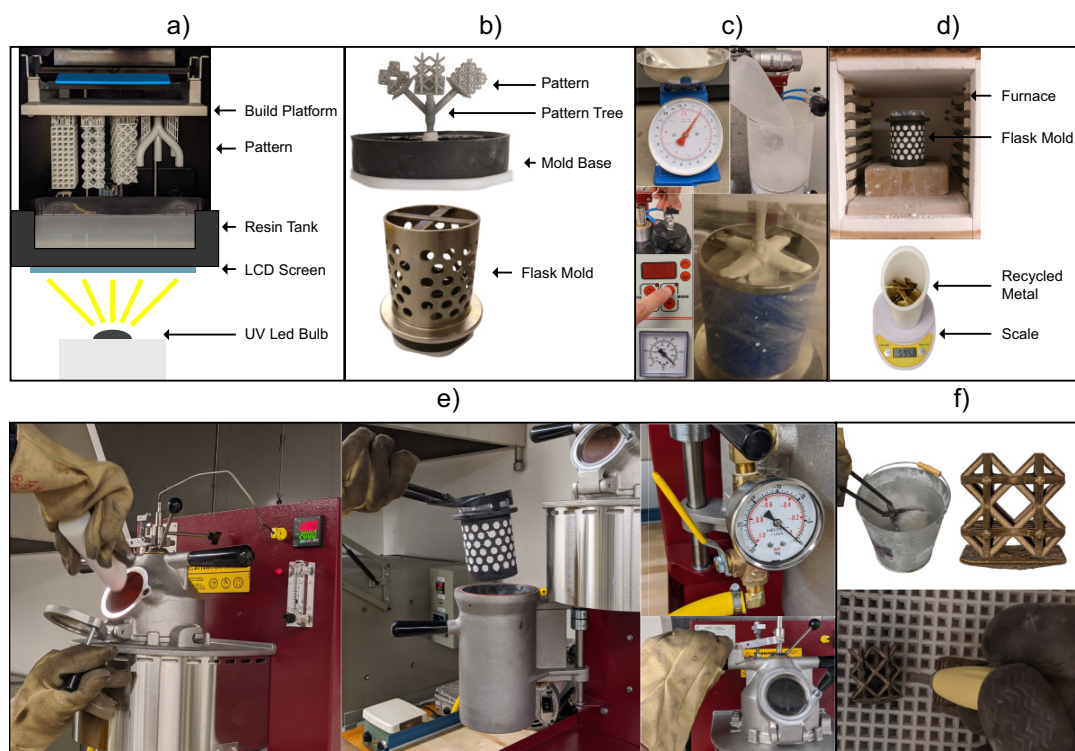 a)
b)
c)
d)
Build Platform
Pattern
Resin Tank
LCD Screen
UV Led Bulb
Pattern
Pattern Tree
Mold Base
Flask Mold
Furnace
Flask Mold
Recycled
Metal
Scale
e)
f)